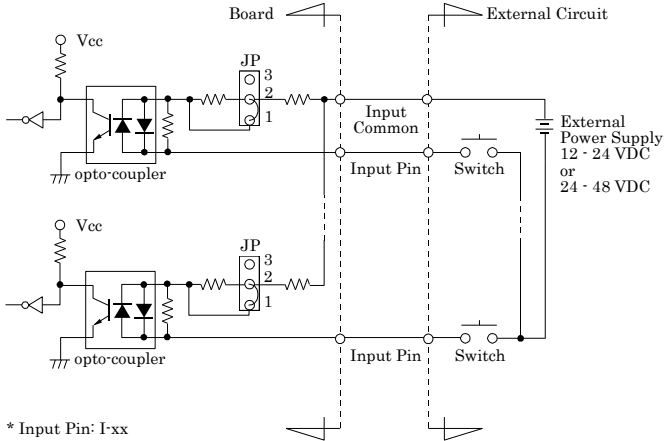 Board
External Circuit
Vcc
JP
3
2
1
Input
Common
External
Power Supply
12 - 24 VDC
or
24 - 48 VDC
opto-coupler
Input Pin
Switch
Vcc
JP
3
2
1
opto-coupler
Input Pin
Switch
* Input Pin: I-xx